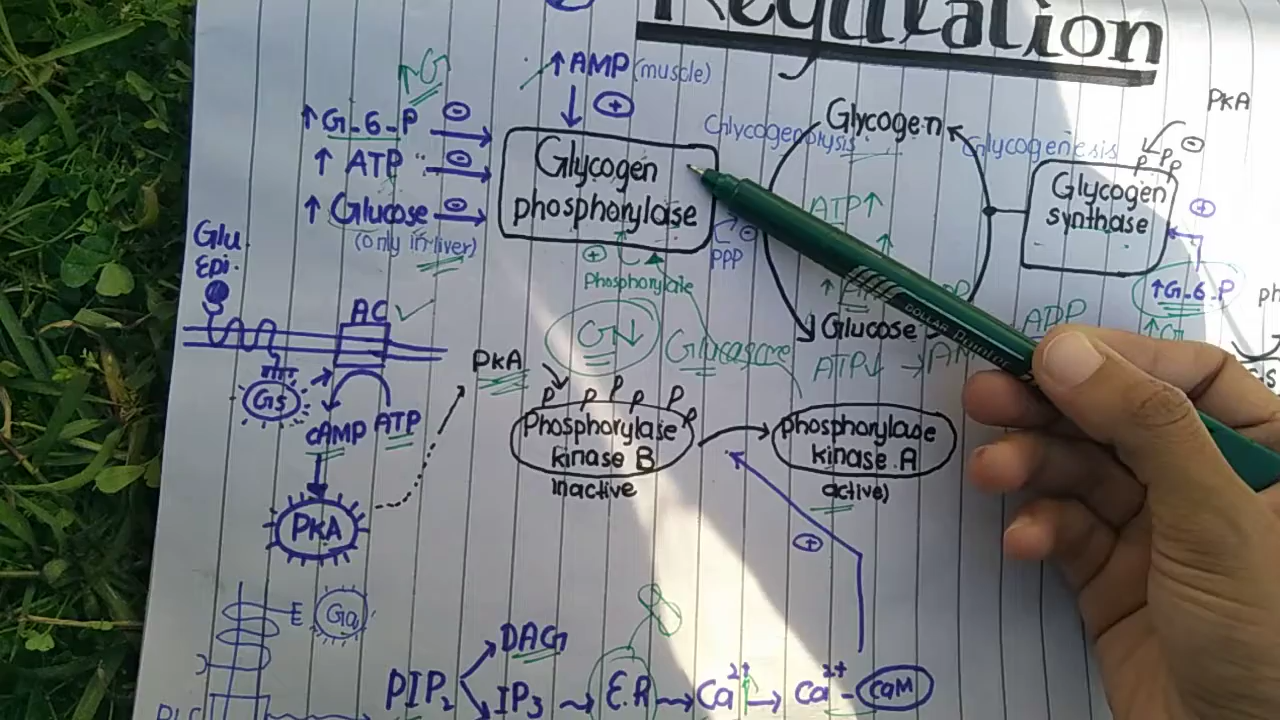 Regulation
↑ AMP (muscle)
⊕
↑ G-6-P ⊖
↑ ATP ⊖
↑ Glucose ⊖
(only in liver)
Glycogen
phosphorylase
Glycogen
Glycogenesis
Glucose
ATP↑
ATP↓
ADP
PKA
⊖
P P P
Glycogen
synthase
⊕
↑G-6-P
⊕
Phosphorylate
PPP ⊖
G↓
Glu
Epi.
AC
Gs
cAMP
ATP
PKA
PKA
P P P P P P
Phosphorylase
kinase B
inactive
phosphorylase
kinase A
active)
⊕
Gq
DAG
PIP2
IP3
E.R
Ca2+
Ca2+ - CaM